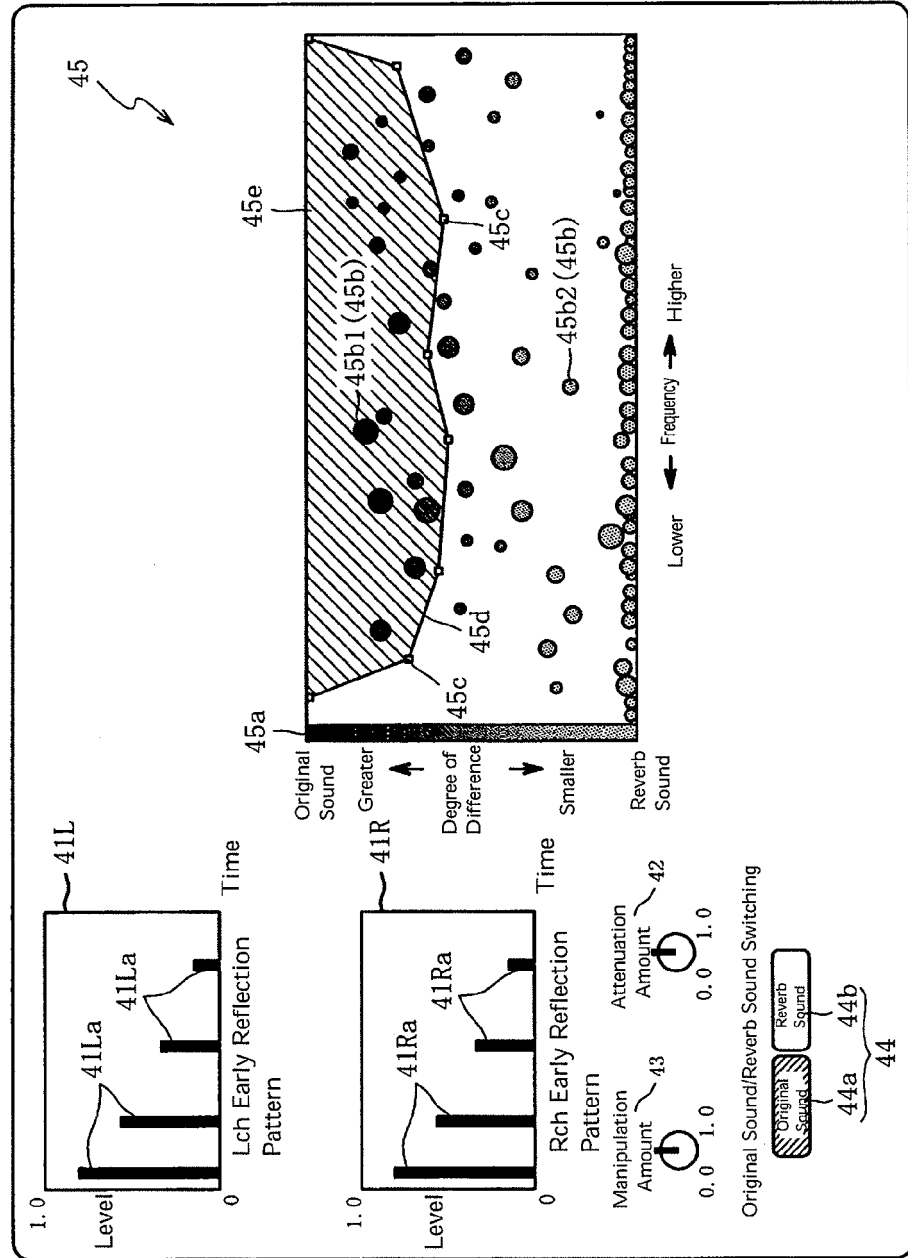 1.0
Level
0
41La
41La
41L
Time
Lch Early Reflection
Pattern
1.0
Level
0
41Ra
41Ra
41R
Time
Rch Early Reflection
Pattern
Manipulation
Amount
43
0.0 1.0
Attenuation
Amount
42
0.0 1.0
Original Sound/Reverb Sound Switching
Original
Sound
Reverb
Sound
44a
44b
44
45
45a
Original
Sound
Greater
Degree of
Difference
Smaller
Reverb
Sound
45e
45b1(45b)
45c
45c
45d
45b2(45b)
Lower
Frequency
Higher